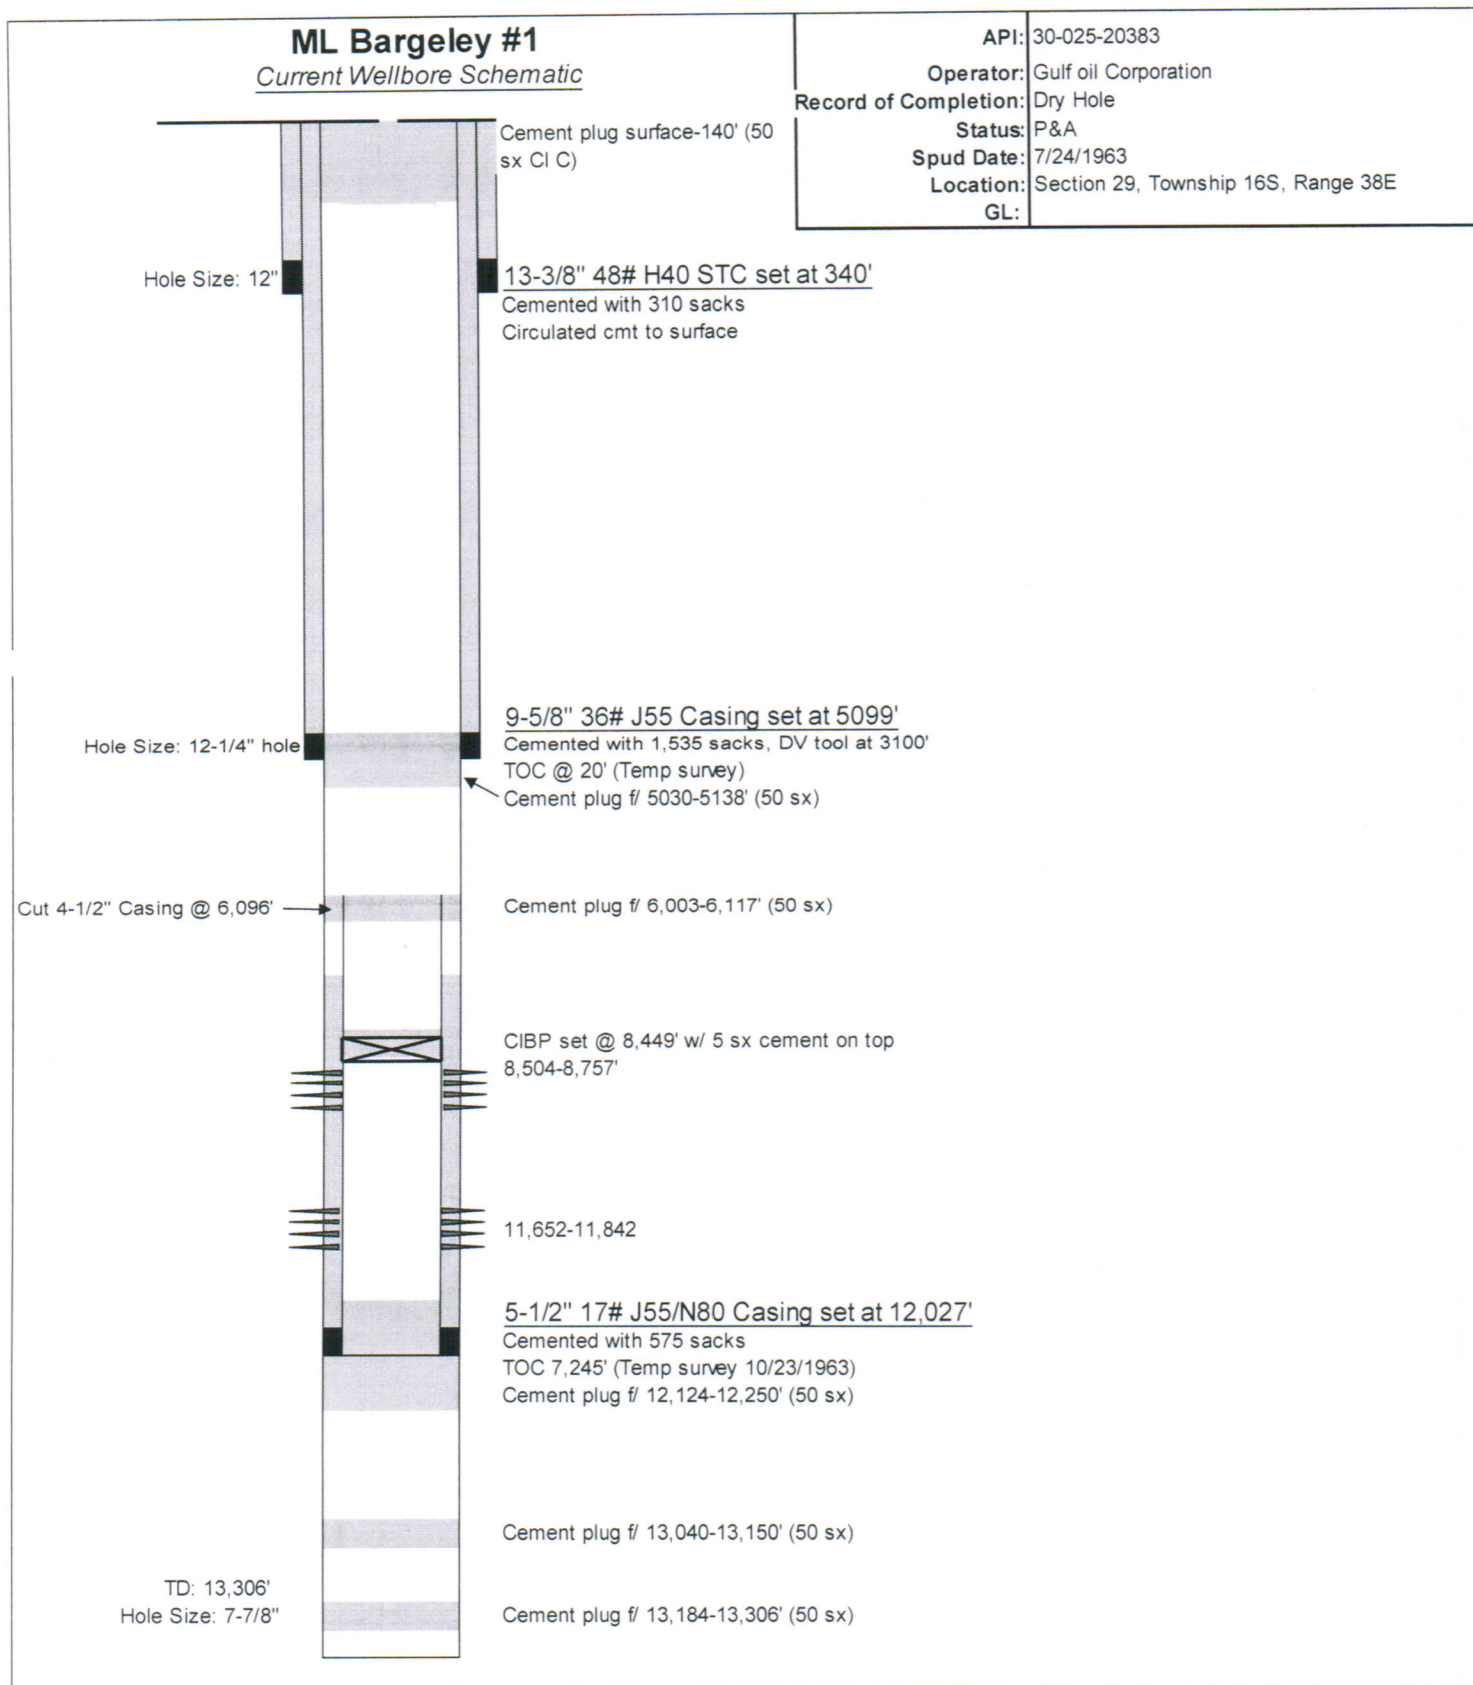 ML Bargeley #1
Current Wellbore Schematic
API: 30-025-20383
Operator: Gulf oil Corporation
Record of Completion: Dry Hole
Status: P&A
Spud Date: 7/24/1963
Location: Section 29, Township 16S, Range 38E
GL:
Cement plug surface-140' (50
sx Cl C)
Hole Size: 12"
13-3/8" 48# H40 STC set at 340'
Cemented with 310 sacks
Circulated cmt to surface
9-5/8" 36# J55 Casing set at 5099'
Hole Size: 12-1/4" hole
Cemented with 1,535 sacks, DV tool at 3100'
TOC @ 20' (Temp survey)
Cement plug f/ 5030-5138' (50 sx)
Cut 4-1/2" Casing @ 6,096'
Cement plug f/ 6,003-6,117' (50 sx)
CIBP set @ 8,449' w/ 5 sx cement on top
8,504-8,757'
11,652-11,842
5-1/2" 17# J55/N80 Casing set at 12,027'
Cemented with 575 sacks
TOC 7,245' (Temp survey 10/23/1963)
Cement plug f/ 12,124-12,250' (50 sx)
Cement plug f/ 13,040-13,150' (50 sx)
TD: 13,306'
Hole Size: 7-7/8"
Cement plug f/ 13,184-13,306' (50 sx)